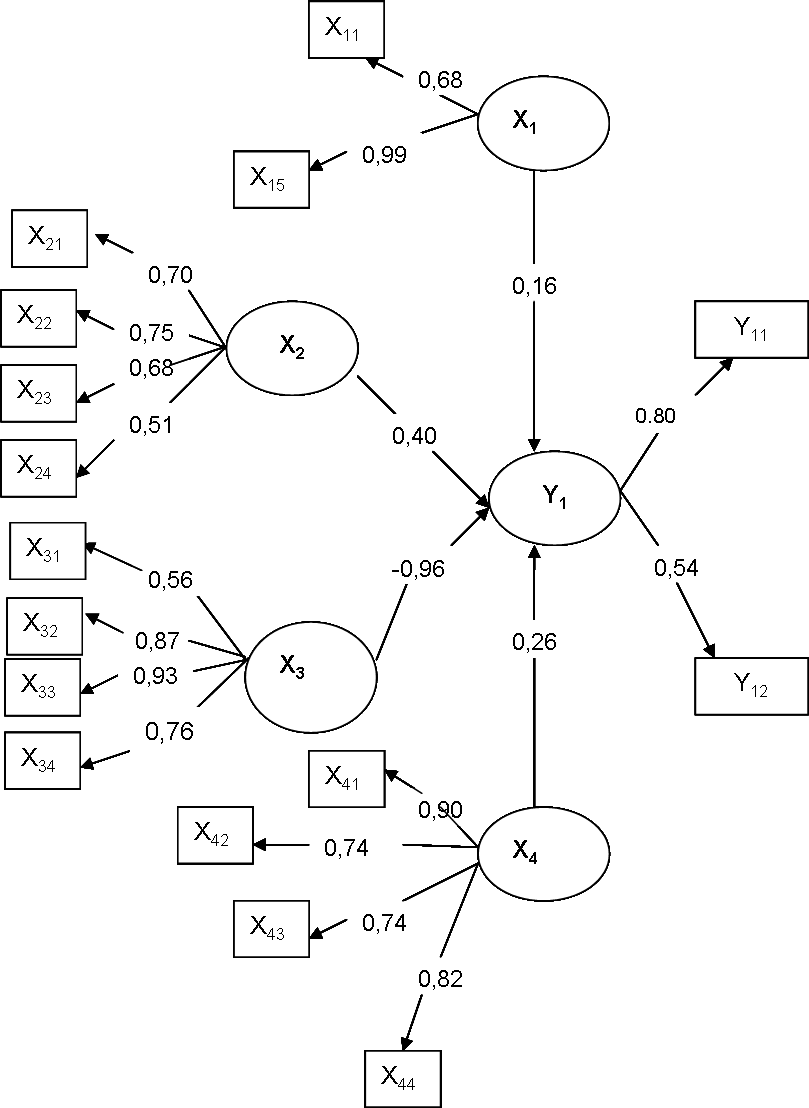 X11
0,68
X1
0,99
X15
X21
0,70
0,16
X22
0,75
X2
Y11
0,68
X23
0,51
0,40
0.80
X24
Y1
X31
0,56
-0,96
0,54
X32
0,87
0,26
X3
0,93
X33
Y12
0,76
X34
X41
0,90
X42
0,74
X4
X43
0,74
0,82
X44